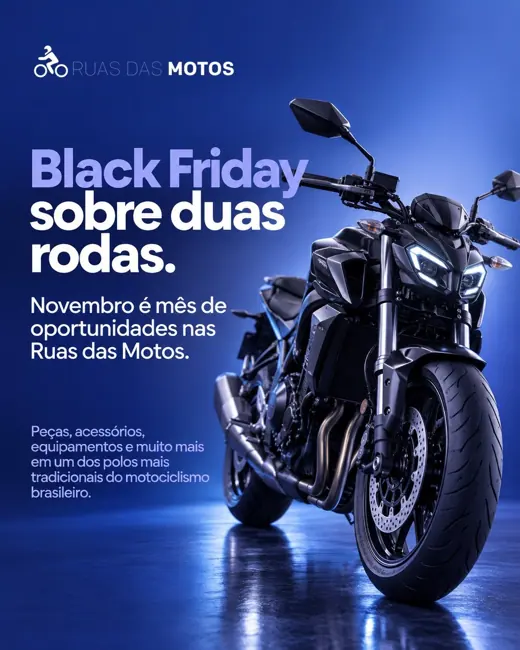 RUAS DAS MOTOS
Black Friday
sobre duas
rodas.
Novembro é mês de
oportunidades nas
Ruas das Motos.
Peças, acessórios,
equipamentos e muito mais
em um dos polos mais
tradicionais do motociclismo
brasileiro.